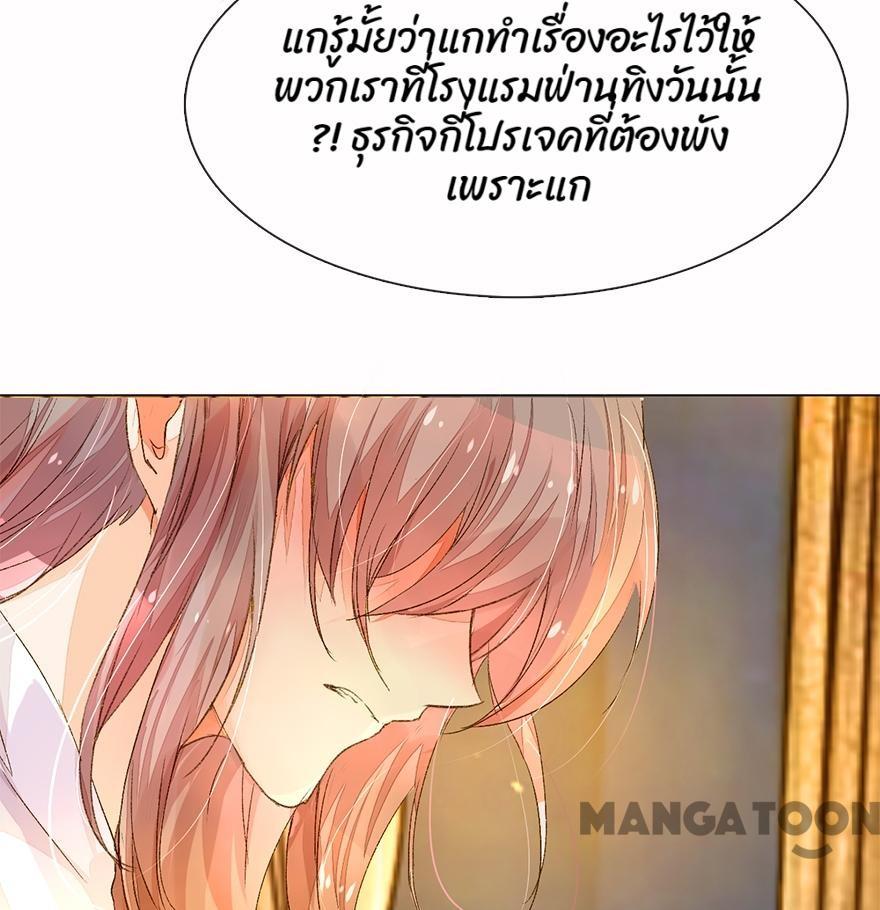 แกรู้มั้ยว่าแกทำเรื่องอะไรไว้ให้
พวกเราที่โรงแรมฟ่านทิงวันนั้น
?! ธุรกิจกี่โปรเจคที่ต้องพัง
เพราะแก
MANGATOON